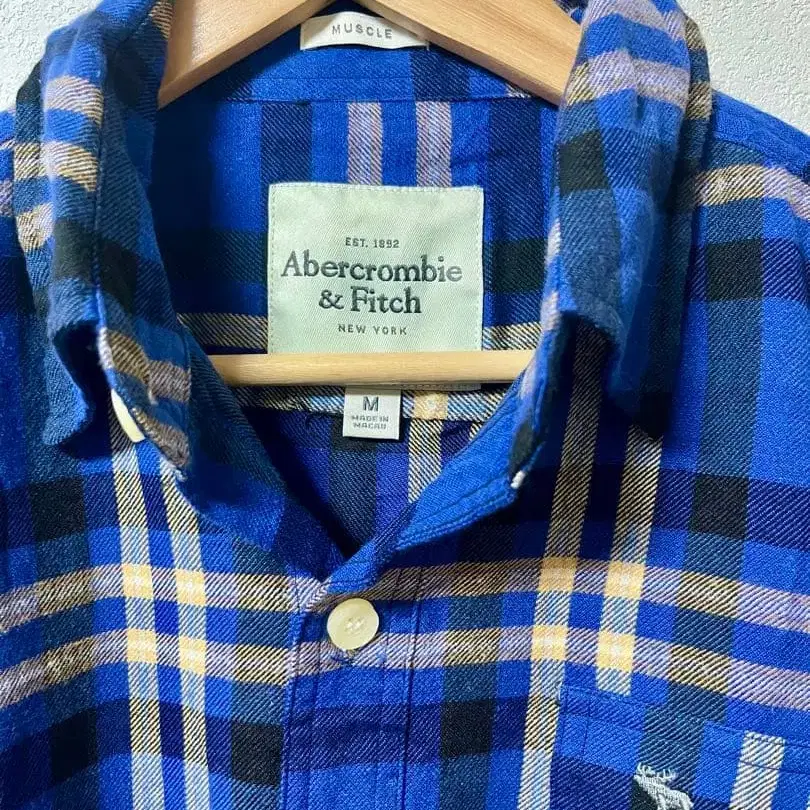 MUSCLE
EST. 1892
Abercrombie
& Fitch
NEW YORK
M
MADE IN
MACAU